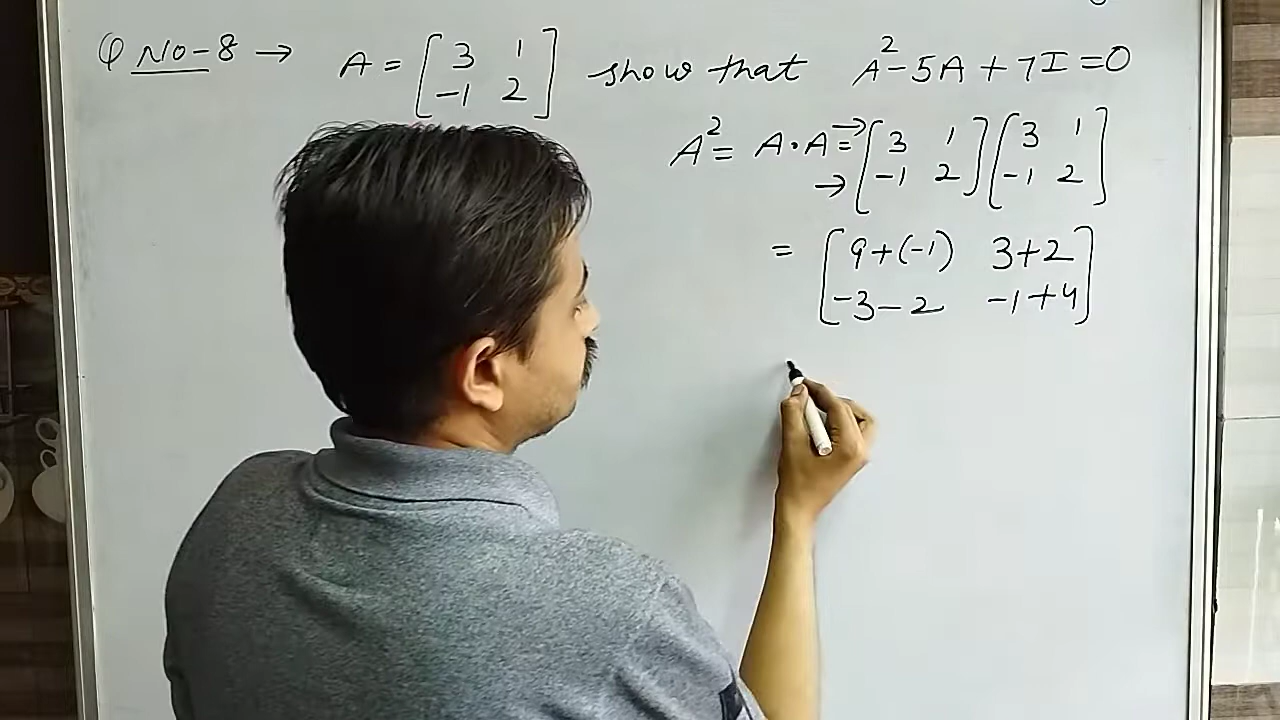 Q No-8 → A = [3 1 -1 2] show that A²-5A+7I=0
A² = A·A = [3 1 -1 2] [3 1 -1 2]
→ →
= [9+(-1) 3+2 -3-2 -1+4]